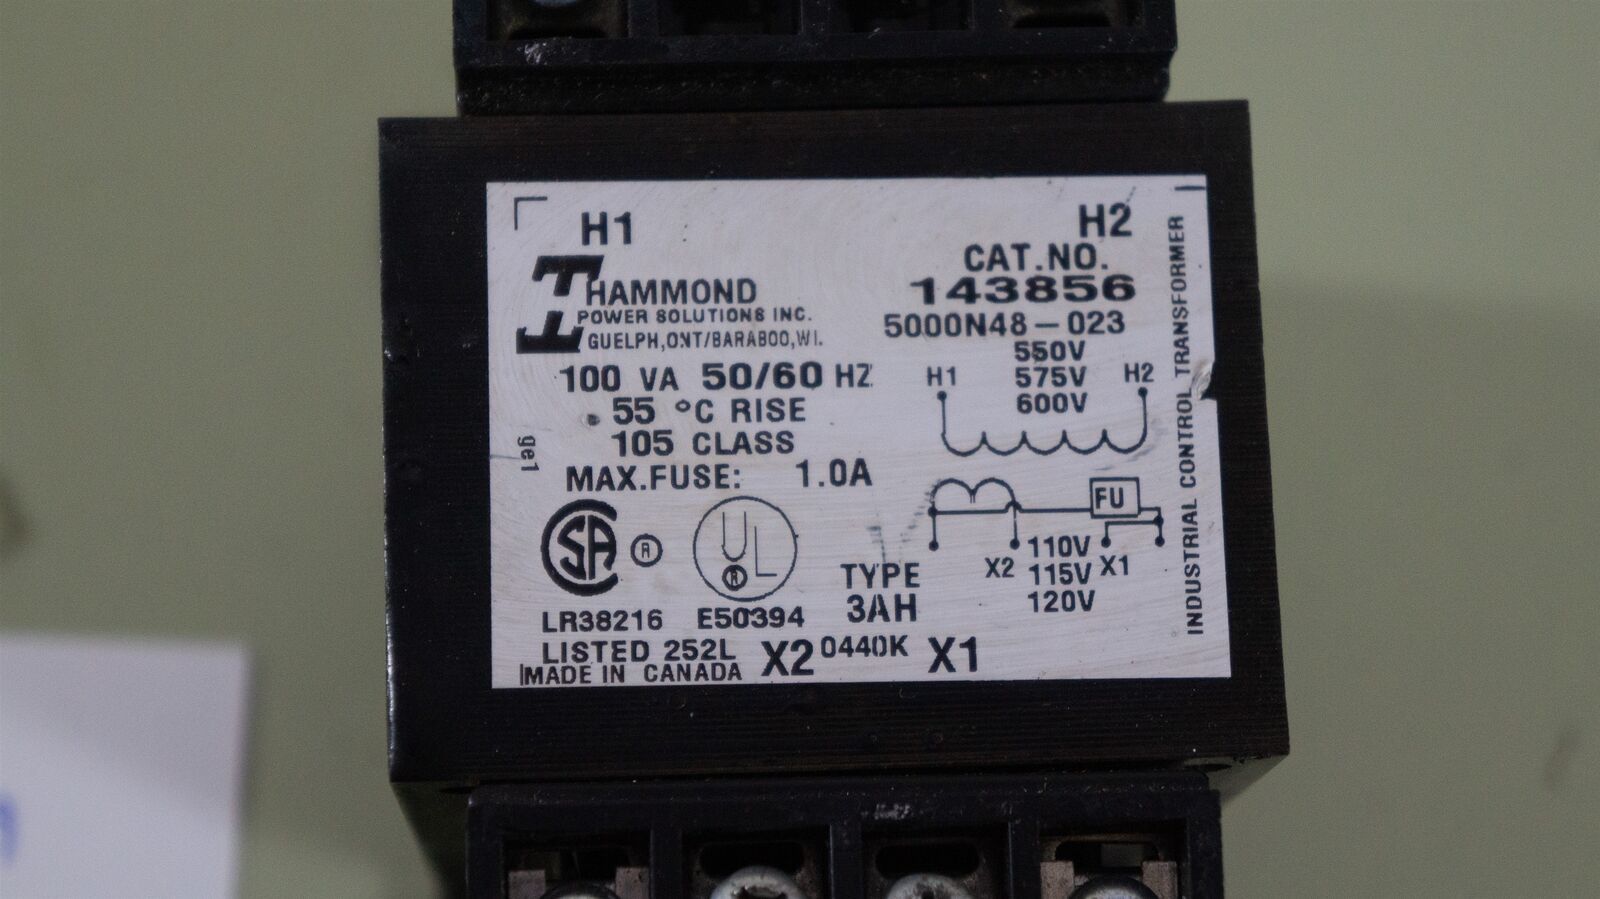 H1
H2
HAMMOND
POWER SOLUTIONS INC.
GUELPH,ONT/BARABOO,WI.
CAT.NO.
143856
5000N48-023
100 VA 50/60 HZ
55 °C RISE
105 CLASS
MAX.FUSE: 1.0A
ge1
H1
550V
575V
600V
H2
FU
X2
110V
115V
120V
X1
SA ®
UL ®
TYPE
3AH
LR38216
E50394
LISTED 252L
MADE IN CANADA
X2
0440K
X1
INDUSTRIAL CONTROL TRANSFORMER